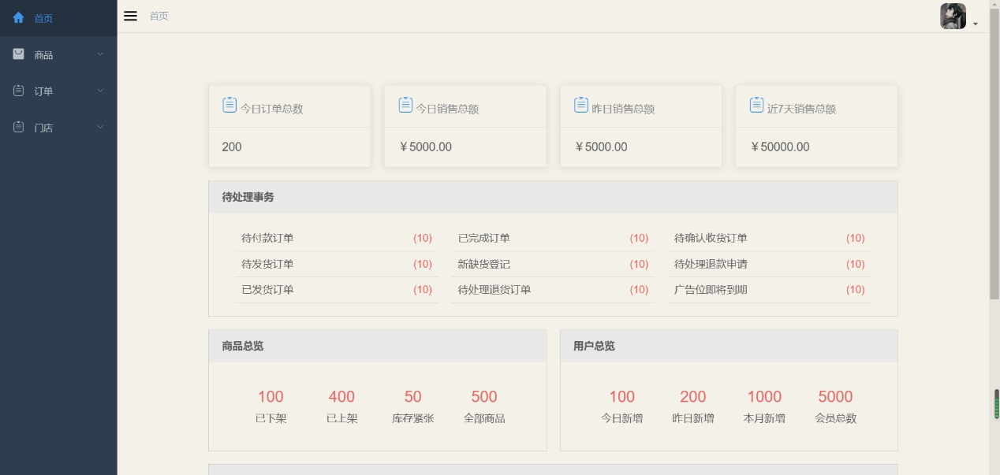 首页
商品
订单
门店
首页
今日订单总数
200
今日销售总额
￥5000.00
昨日销售总额
￥5000.00
近7天销售总额
￥50000.00
待处理事务
待付款订单 (10) 已完成订单 (10) 待确认收货订单 (10)
待发货订单 (10) 新缺货登记 (10) 待处理退款申请 (10)
已发货订单 (10) 待处理退货订单 (10) 广告位即将到期 (10)
商品总览
100 400 50 500
已下架 已上架 库存紧张 全部商品
用户总览
100 200 1000 5000
今日新增 昨日新增 本月新增 会员总数